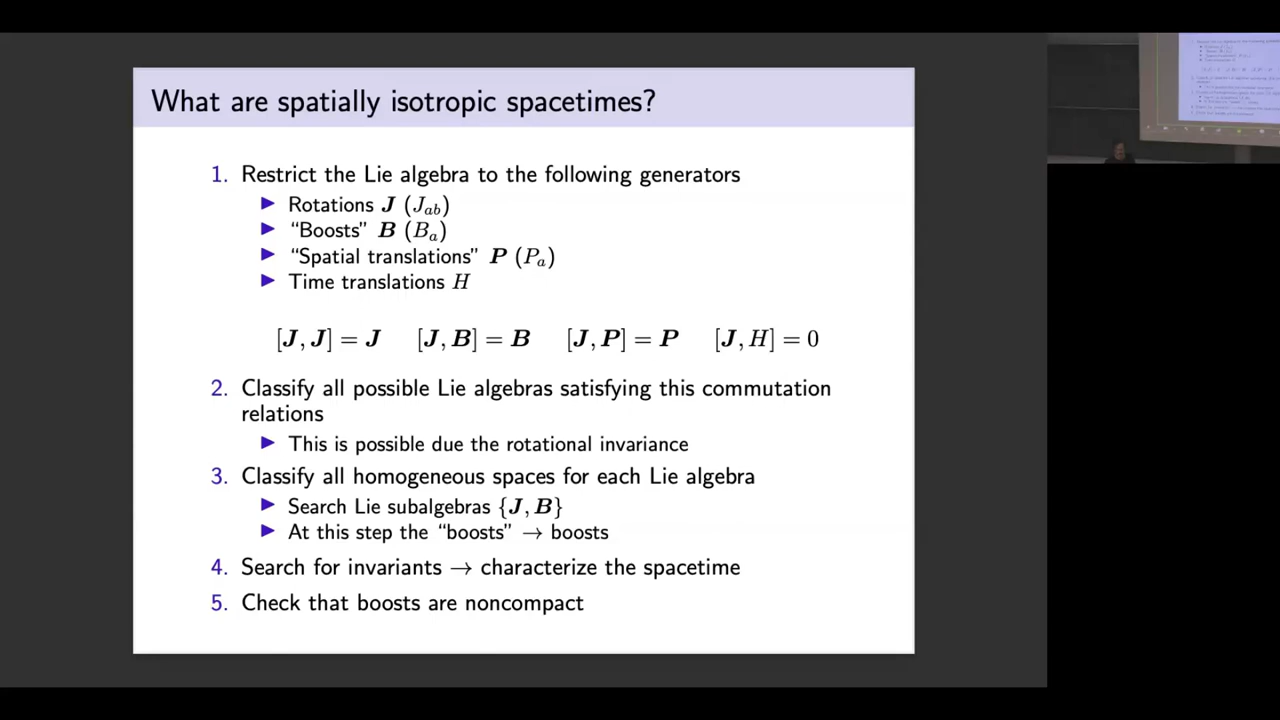 What are spatially isotropic spacetimes?
1. Restrict the Lie algebra to the following generators
▶ Rotations J (J_ab)
▶ “Boosts” B (B_a)
▶ “Spatial translations” P (P_a)
▶ Time translations H
[J, J] = J [J, B] = B [J, P] = P [J, H] = 0
2. Classify all possible Lie algebras satisfying this commutation
relations
▶ This is possible due the rotational invariance
3. Classify all homogeneous spaces for each Lie algebra
▶ Search Lie subalgebras {J, B}
▶ At this step the “boosts” → boosts
4. Search for invariants → characterize the spacetime
5. Check that boosts are noncompact